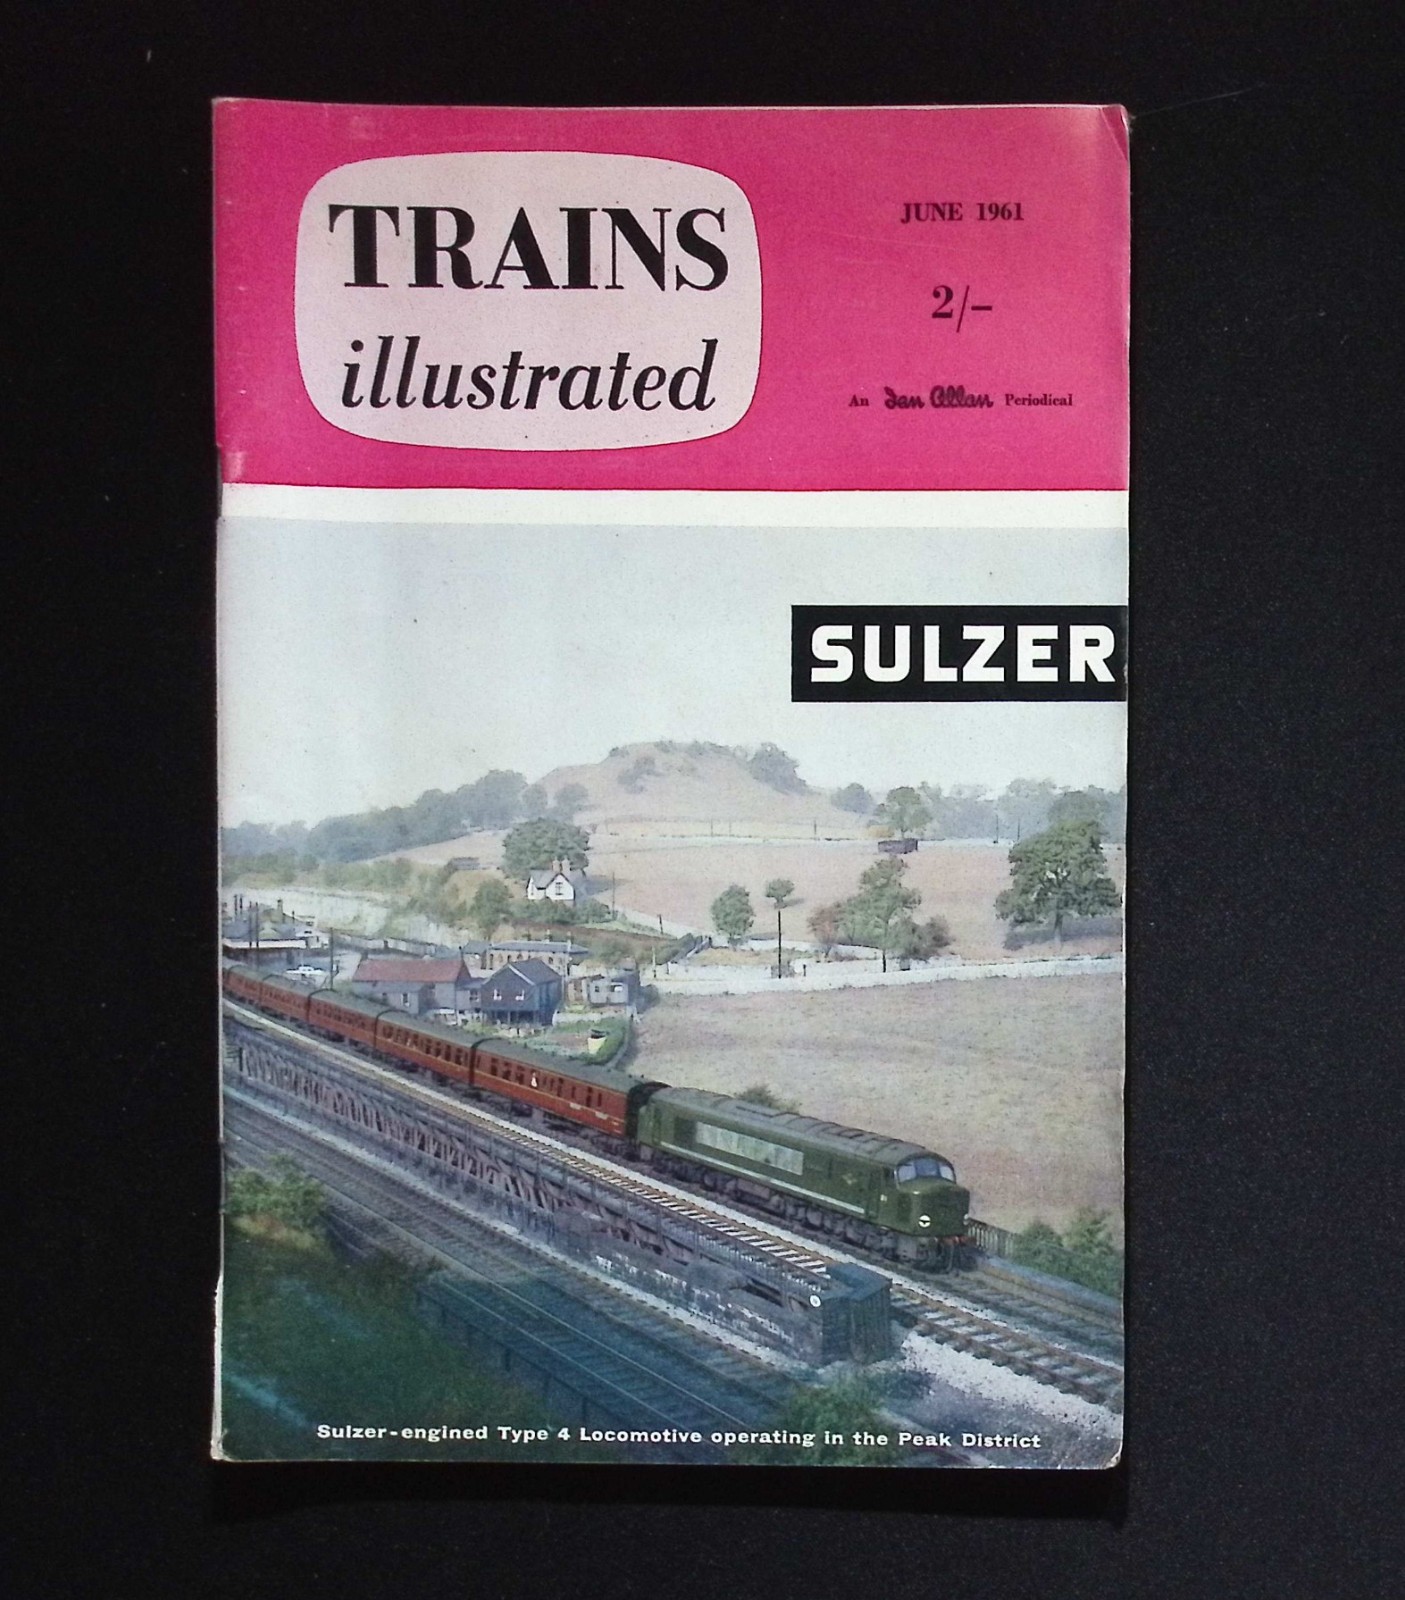 TRAINS
illustrated
JUNE 1961
2/-
An Ian Allan Periodical
SULZER
Sulzer-engined Type 4 Locomotive operating in the Peak District